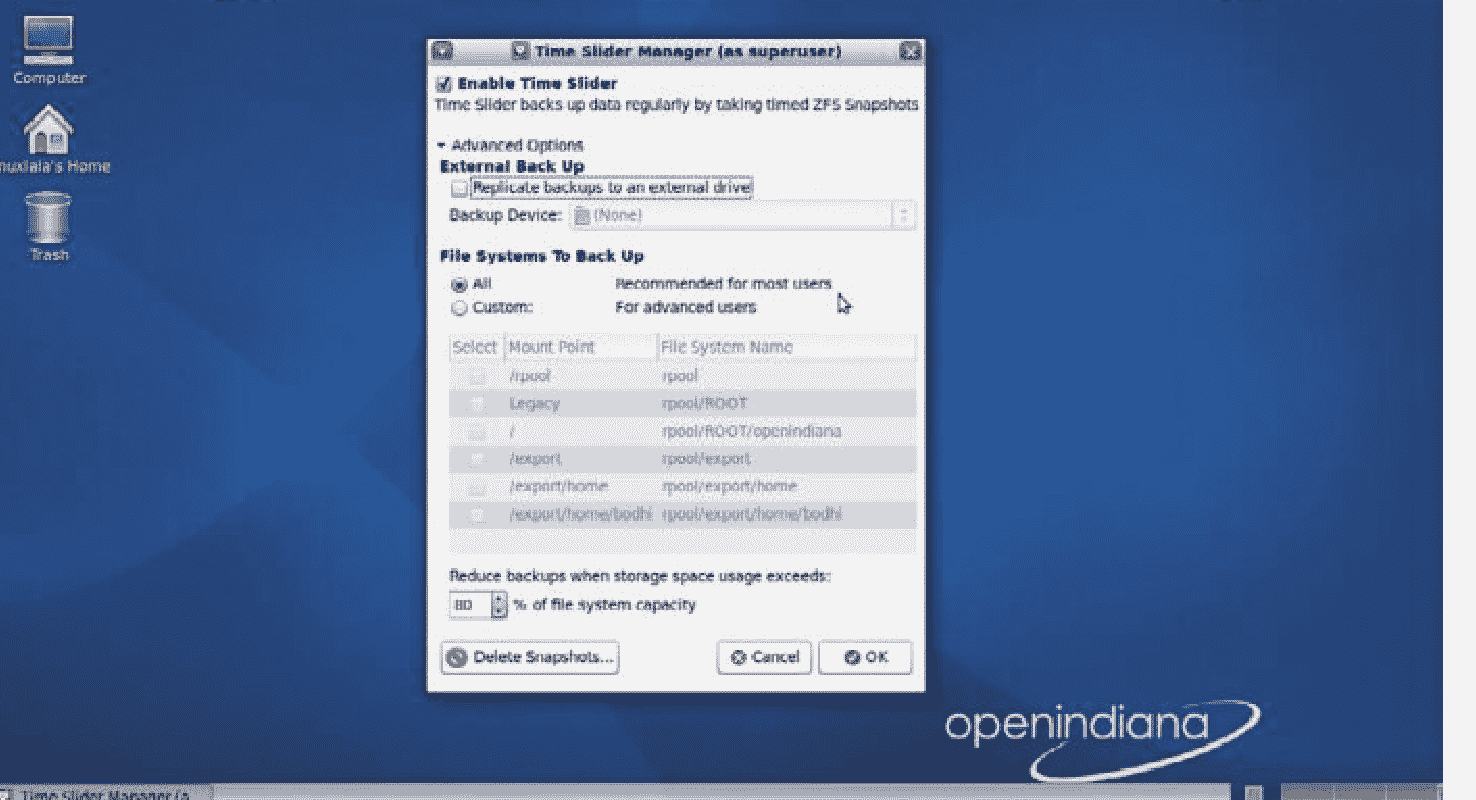 Time Slider Manager (as superuser)
Computer
Enable Time Slider
Time Slider backs up data regularly by taking timed ZFS Snapshots
Advanced Options
External Back Up
's Home
Replicate backups to an external drive
Backup Device: (None)
Trash
File Systems To Back Up
All Recommended for most users
Custom: For advanced users
Select Mount Point File System Name
/rpool rpool
Legacy rpool/ROOT
/ rpool/ROOT/openindiana
/export rpool/export
/export/home rpool/export/home
/export/home/bodhi rpool/export/home/bodhi
Reduce backups when storage space usage exceeds:
80 % of file system capacity
Delete Snapshots... Cancel OK
openindiana
Time Slider Manager (a